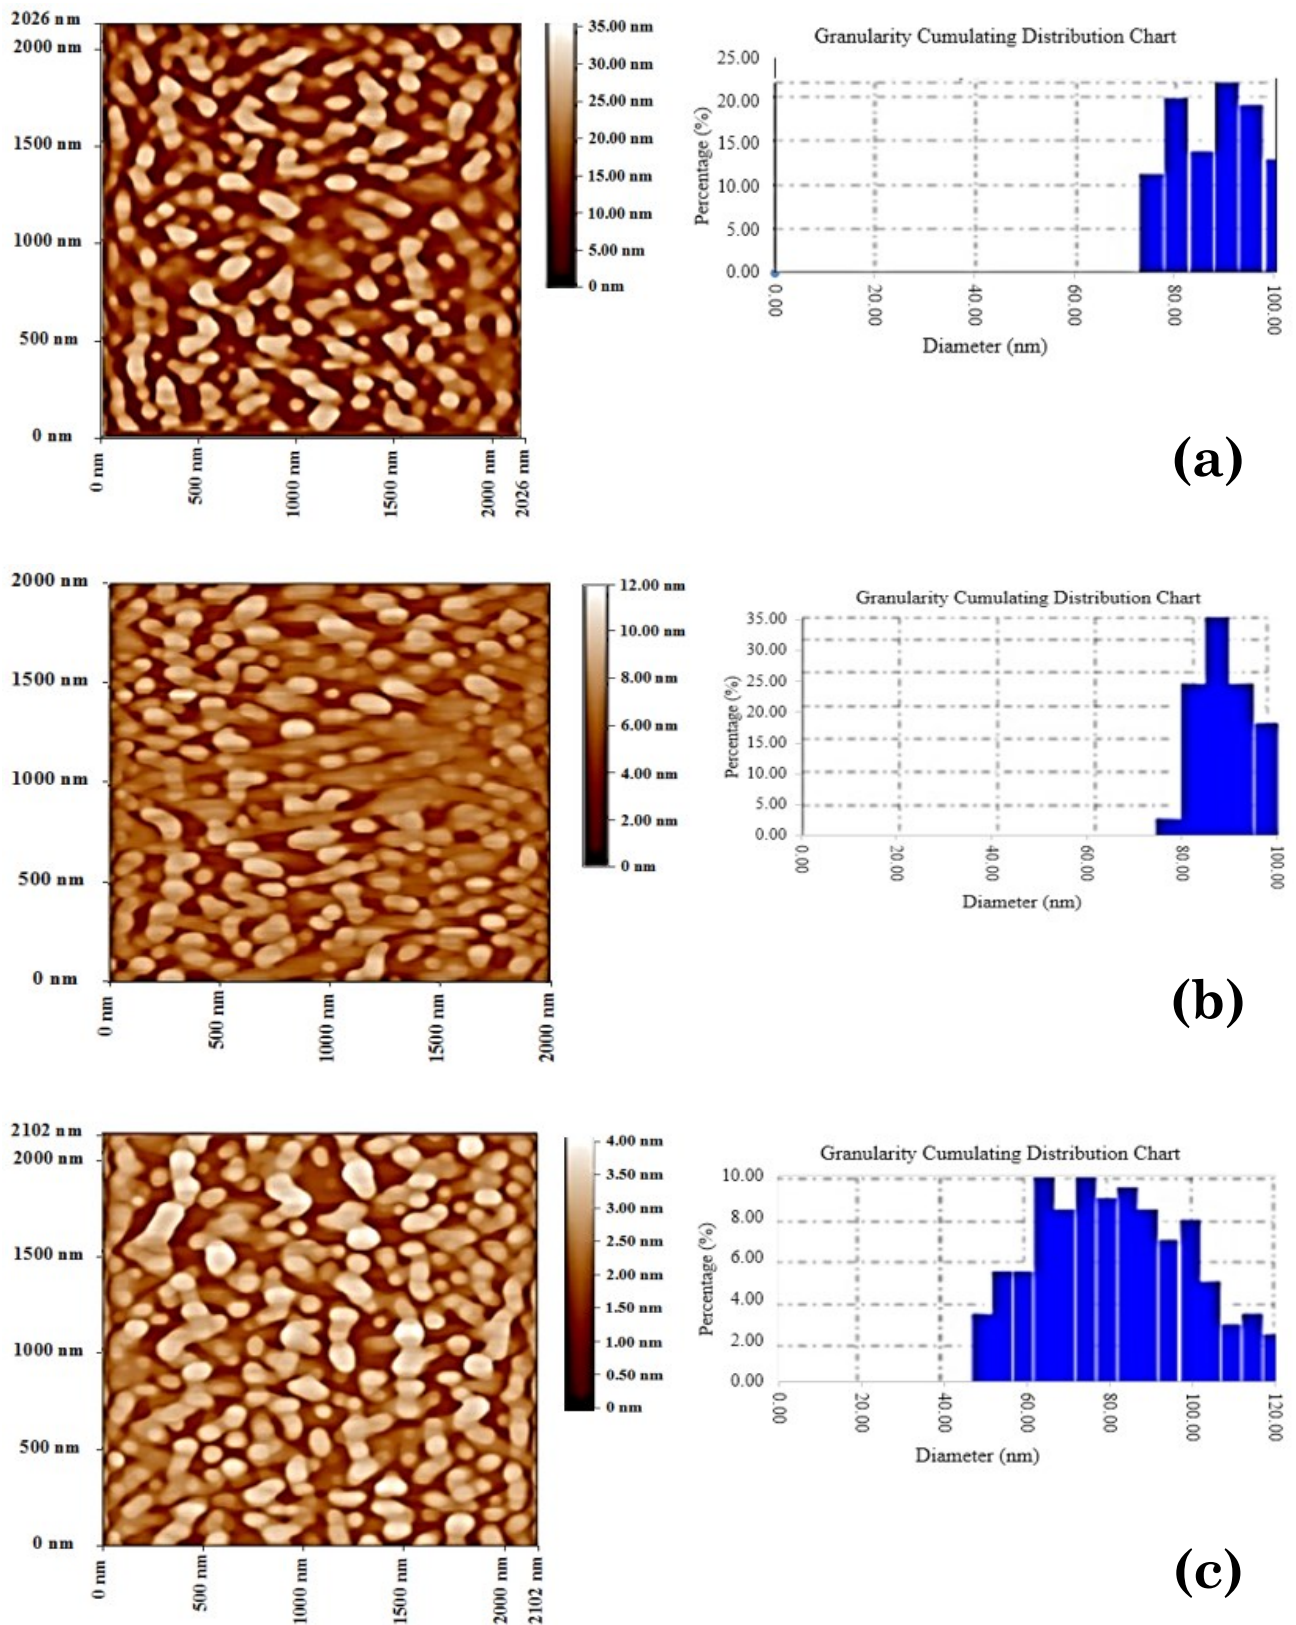 2026 nm
2000 nm
1500 nm
1000 nm
500 nm
0 nm
0 nm
500 nm
1000 nm
1500 nm
2000 nm
2026 nm
35.00 nm
30.00 nm
25.00 nm
20.00 nm
15.00 nm
10.00 nm
5.00 nm
0 nm
Granularity Cumulating Distribution Chart
Percentage (%)
25.00
20.00
15.00
10.00
5.00
0.00
0.00
20.00
40.00
60.00
80.00
100.00
Diameter (nm)
(a)
2000 nm
1500 nm
1000 nm
500 nm
0 nm
0 nm
500 nm
1000 nm
1500 nm
2000 nm
12.00 nm
10.00 nm
8.00 nm
6.00 nm
4.00 nm
2.00 nm
0 nm
Granularity Cumulating Distribution Chart
Percentage (%)
35.00
30.00
25.00
20.00
15.00
10.00
5.00
0.00
0.00
20.00
40.00
60.00
80.00
100.00
Diameter (nm)
(b)
2102 nm
2000 nm
1500 nm
1000 nm
500 nm
0 nm
0 nm
500 nm
1000 nm
1500 nm
2000 nm
2102 nm
4.00 nm
3.50 nm
3.00 nm
2.50 nm
2.00 nm
1.50 nm
1.00 nm
0.50 nm
0 nm
Granularity Cumulating Distribution Chart
Percentage (%)
10.00
8.00
6.00
4.00
2.00
0.00
0.00
20.00
40.00
60.00
80.00
100.00
120.00
Diameter (nm)
(c)